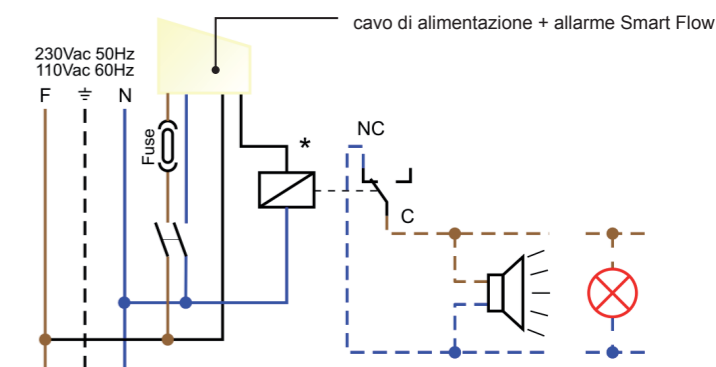 cavo di alimentazione + allarme Smart Flow
230Vac 50Hz
110Vac 60Hz
F N
Fuse
*
NC
C